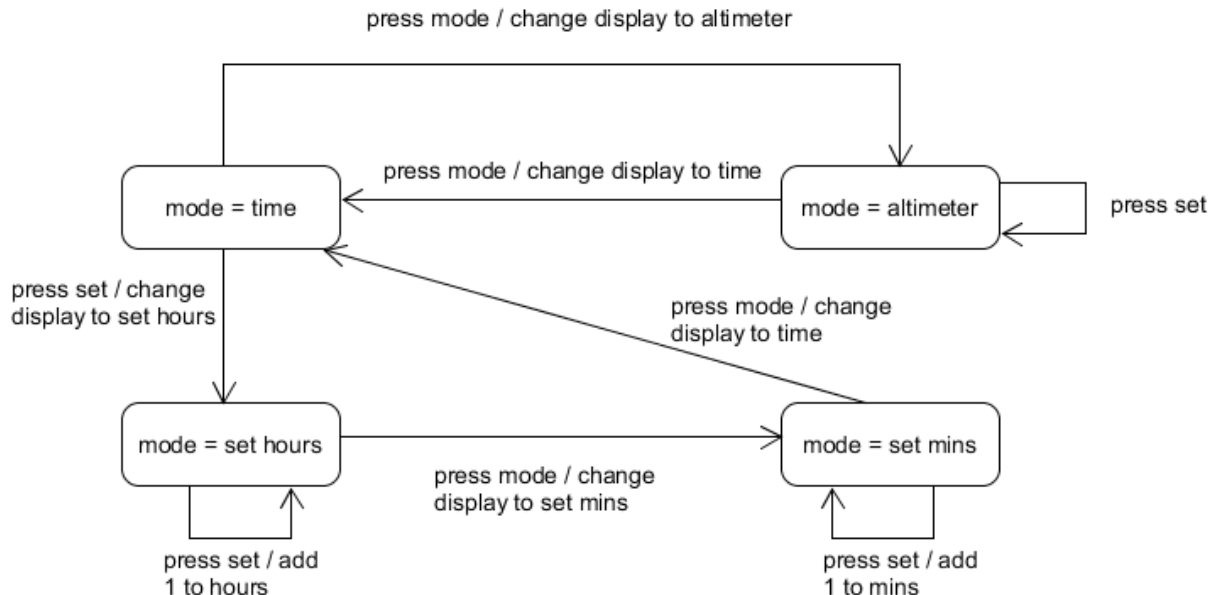 press mode / change display to altimeter
press mode / change display to time
mode = time
mode = altimeter
press set
press set / change
display to set hours
press mode / change
display to time
mode = set hours
mode = set mins
press mode / change
display to set mins
press set / add
1 to hours
press set / add
1 to mins